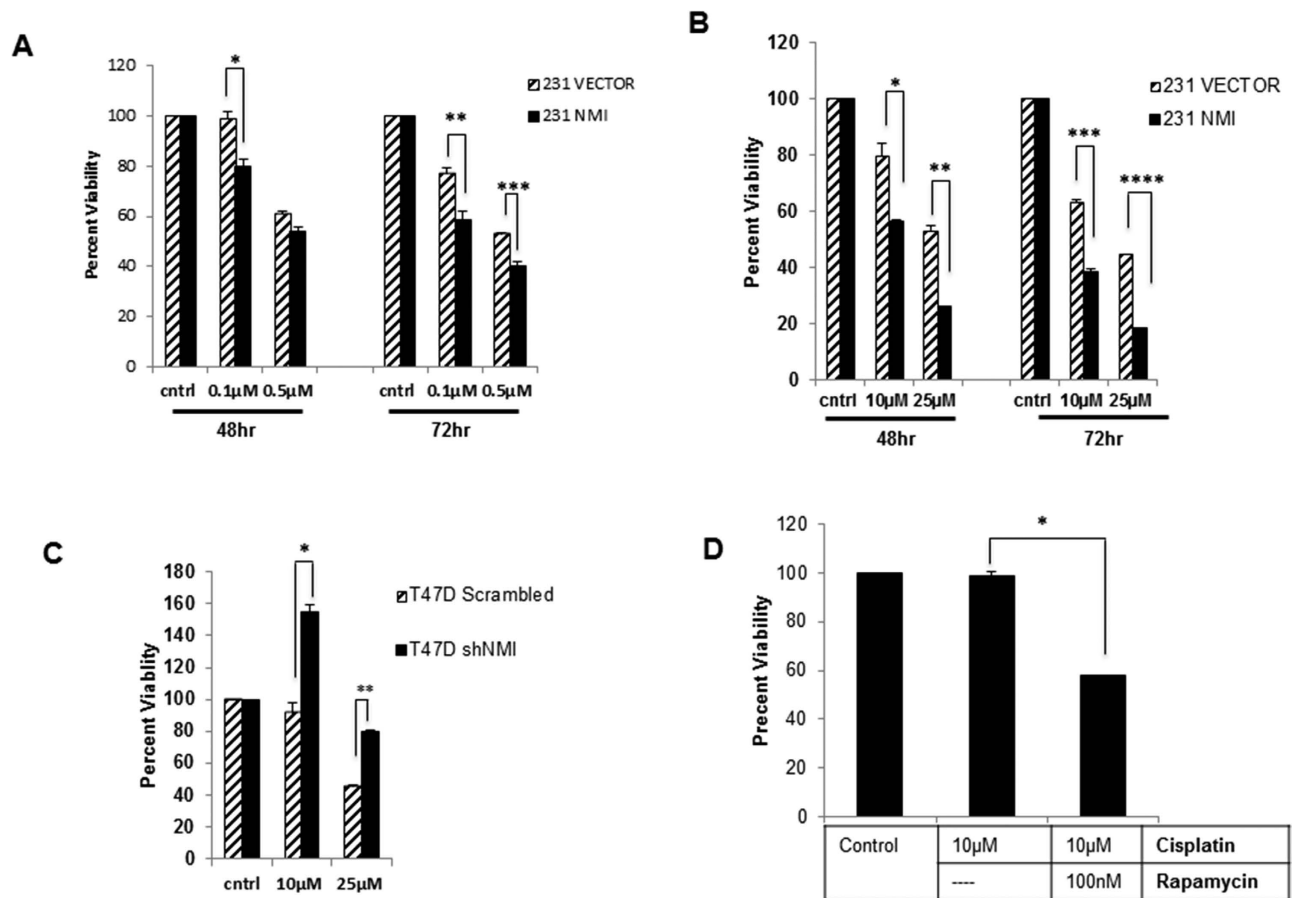 A
Percent Viability
120
100
80
60
40
20
0
*
**
***
231 VECTOR
231 NMI
cntrl 0.1µM 0.5µM cntrl 0.1µM 0.5µM
48hr 72hr
B
Percent Viability
120
100
80
60
40
20
0
*
**
***
****
231 VECTOR
231 NMI
cntrl 10µM 25µM cntrl 10µM 25µM
48hr 72hr
C
Percent Viablity
180
160
140
120
100
80
60
40
20
0
*
**
T47D Scrambled
T47D shNMI
cntrl 10µM 25µM
D
Precent Viability
120
100
80
60
40
20
0
*
Control 10µM 10µM Cisplatin
---- 100nM Rapamycin